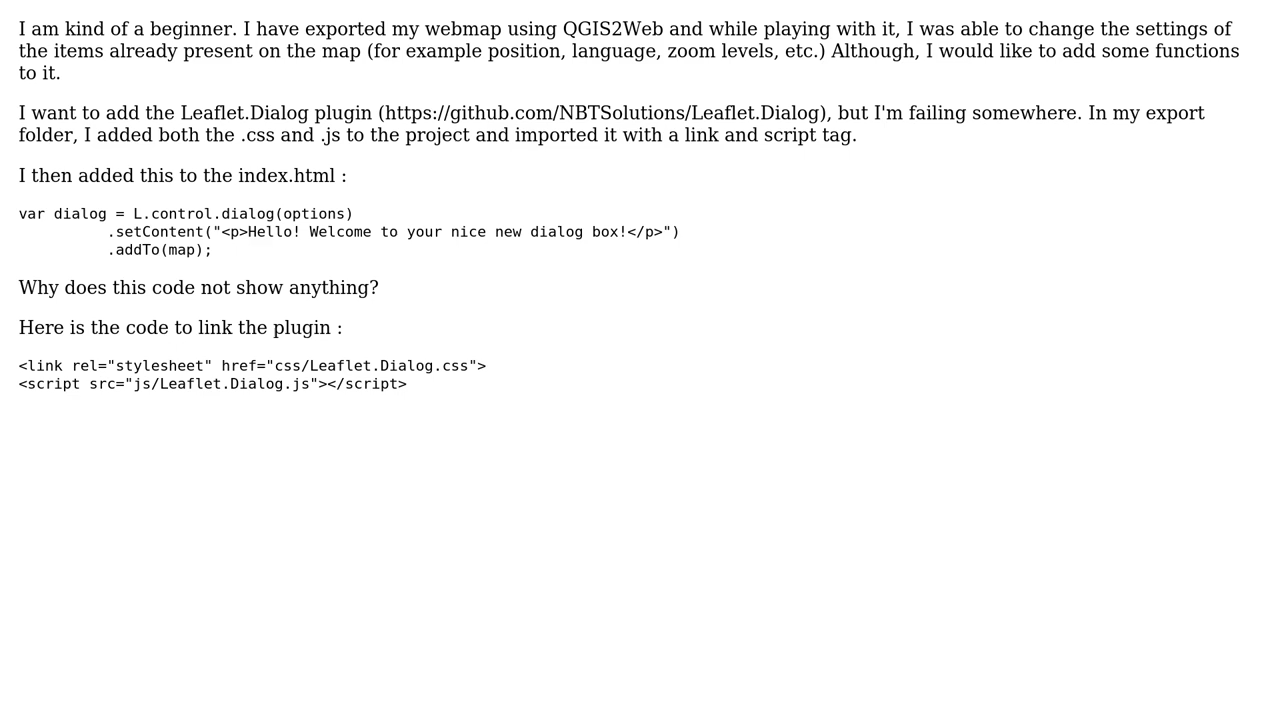 I am kind of a beginner. I have exported my webmap using QGIS2Web and while playing with it, I was able to change the settings of
the items already present on the map (for example position, language, zoom levels, etc.) Although, I would like to add some functions
to it.
I want to add the Leaflet.Dialog plugin (https://github.com/NBTSolutions/Leaflet.Dialog), but I'm failing somewhere. In my export
folder, I added both the .css and .js to the project and imported it with a link and script tag.
I then added this to the index.html :
var dialog = L.control.dialog(options)
          .setContent("<p>Hello! Welcome to your nice new dialog box!</p>")
          .addTo(map);
Why does this code not show anything?
Here is the code to link the plugin :
<link rel="stylesheet" href="css/Leaflet.Dialog.css">
<script src="js/Leaflet.Dialog.js"></script>